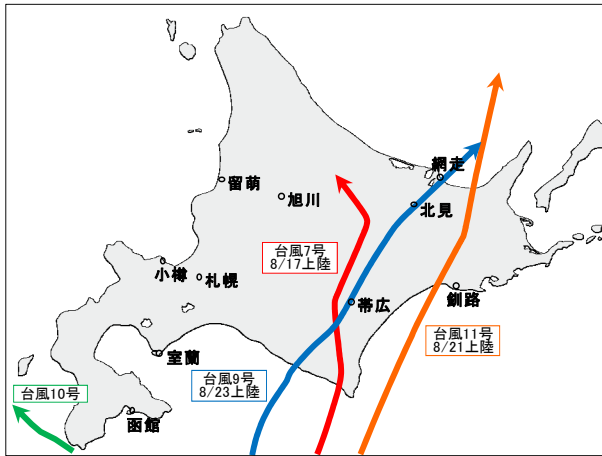 網走
留萌
旭川
北見
台風7号
8/17上陸
小樽
札幌
釧路
帯広
台風11号
8/21上陸
室蘭
台風9号
8/23上陸
台風10号
函館